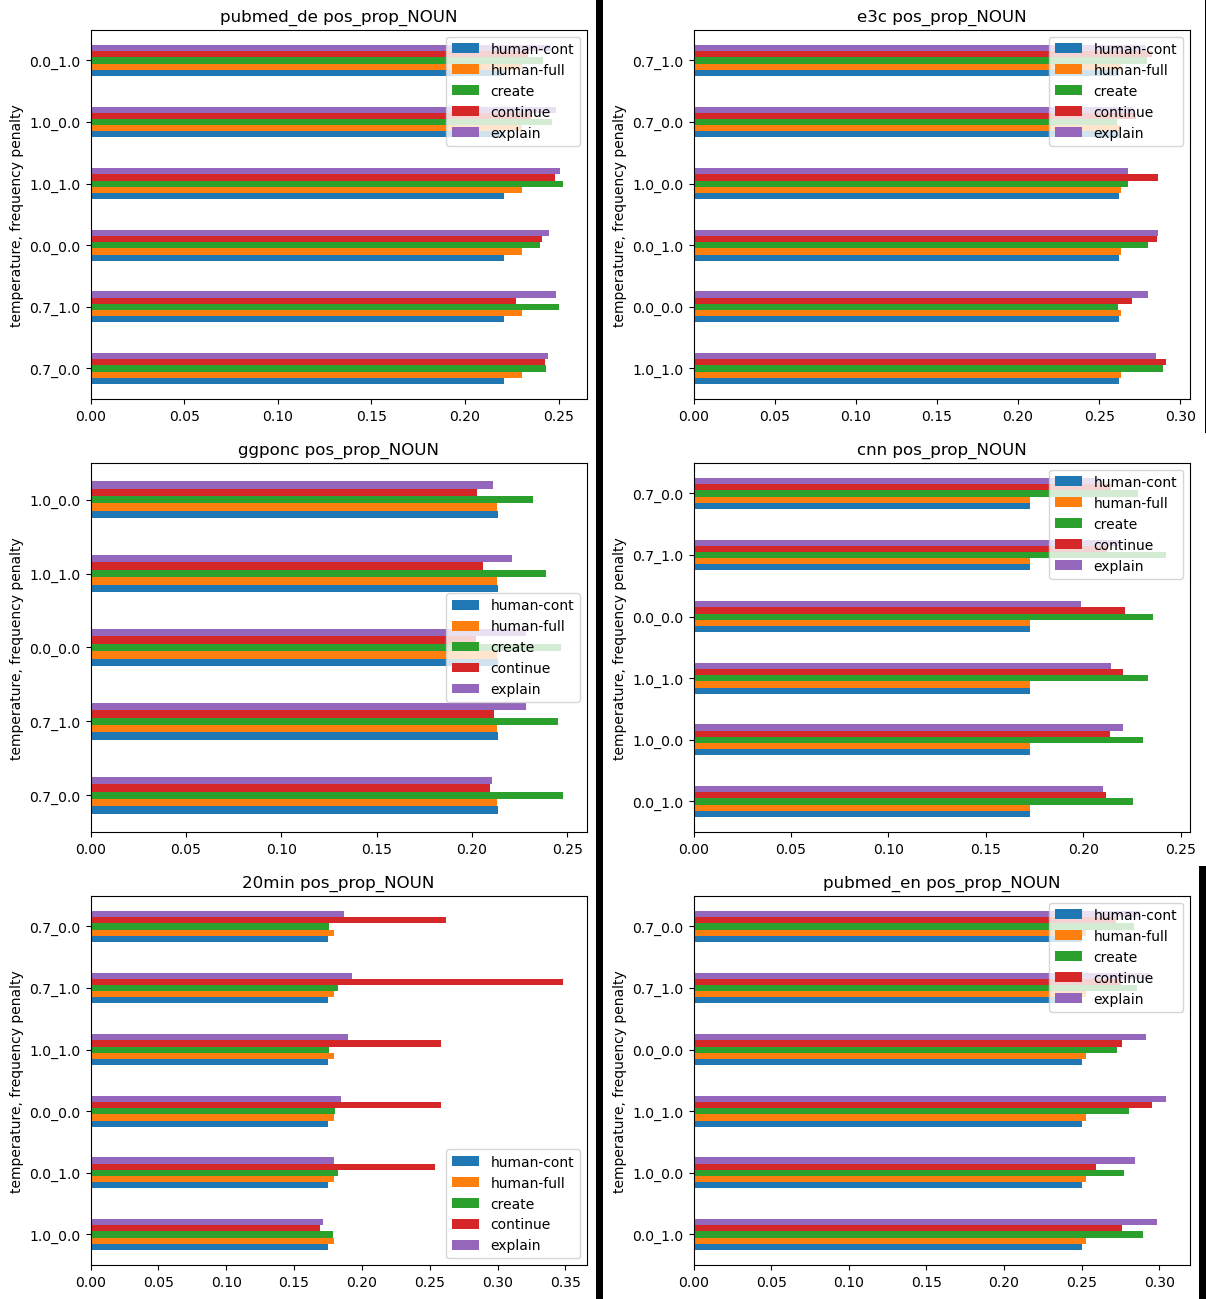 pubmed_de pos_prop_NOUN
temperature, frequency penalty
0.0_1.0
1.0_0.0
1.0_1.0
0.0_0.0
0.7_1.0
0.7_0.0
0.00 0.05 0.10 0.15 0.20 0.25
human-cont
human-full
create
continue
explain
e3c pos_prop_NOUN
temperature, frequency penalty
0.7_1.0
0.7_0.0
1.0_0.0
0.0_1.0
0.0_0.0
1.0_1.0
0.00 0.05 0.10 0.15 0.20 0.25 0.30
human-cont
human-full
create
continue
explain
ggponc pos_prop_NOUN
temperature, frequency penalty
1.0_0.0
1.0_1.0
0.0_0.0
0.7_1.0
0.7_0.0
0.00 0.05 0.10 0.15 0.20 0.25
human-cont
human-full
create
continue
explain
cnn pos_prop_NOUN
temperature, frequency penalty
0.7_0.0
0.7_1.0
0.0_0.0
1.0_1.0
1.0_0.0
0.0_1.0
0.00 0.05 0.10 0.15 0.20 0.25
human-cont
human-full
create
continue
explain
20min pos_prop_NOUN
temperature, frequency penalty
0.7_0.0
0.7_1.0
1.0_1.0
0.0_0.0
0.0_1.0
1.0_0.0
0.00 0.05 0.10 0.15 0.20 0.25 0.30 0.35
human-cont
human-full
create
continue
explain
pubmed_en pos_prop_NOUN
temperature, frequency penalty
0.7_0.0
0.7_1.0
0.0_0.0
1.0_1.0
1.0_0.0
0.0_1.0
0.00 0.05 0.10 0.15 0.20 0.25 0.30
human-cont
human-full
create
continue
explain